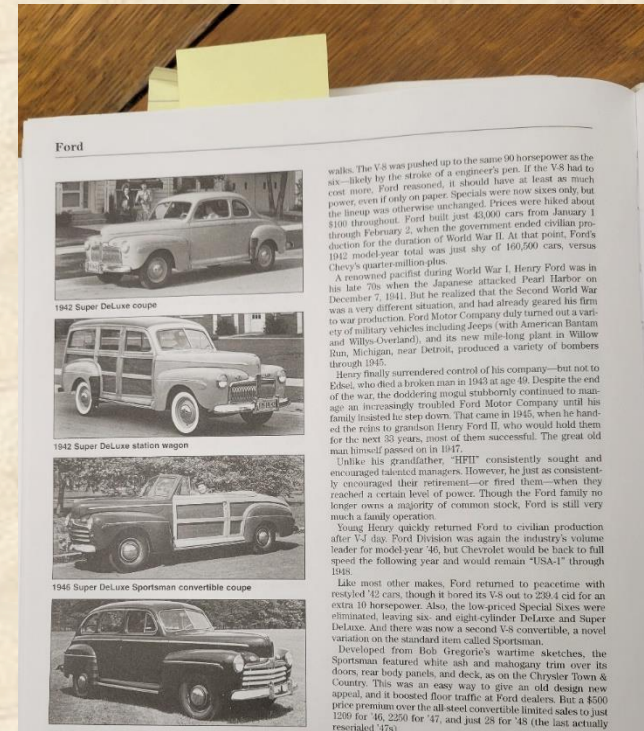 Ford
1942 Super DeLuxe coupe
1942 Super DeLuxe station wagon
1946 Super DeLuxe Sportsman convertible coupe
walks. The V-8 was pushed up to the same 90 horsepower as the
six—likely by the stroke of a engineer's pen. If the V-8 had to
cost more, Ford reasoned, it should have at least as much
power, even if only on paper. Specials were now sixes only, but
the lineup was otherwise unchanged. Prices were hiked about
$100 throughout. Ford built just 43,000 cars from January 1
through February 2, when the government ended civilian pro-
duction for the duration of World War II. At that point, Ford's
1942 model-year total was just shy of 160,500 cars, versus
Chevy's quarter-million-plus.
A renowned pacifist during World War I, Henry Ford was in
his late 70s when the Japanese attacked Pearl Harbor on
December 7, 1941. But he realized that the Second World War
was a very different situation, and had already geared his firm
to war production. Ford Motor Company duly turned out a vari-
ety of military vehicles including Jeeps (with American Bantam
and Willys-Overland), and its new mile-long plant in Willow
Run, Michigan, near Detroit, produced a variety of bombers
through 1945.
Henry finally surrendered control of his company—but not to
Edsel, who died a broken man in 1943 at age 49. Despite the end
of the war, the doddering mogul stubbornly continued to man-
age an increasingly troubled Ford Motor Company until his
family insisted he step down. That came in 1945, when he hand-
ed the reins to grandson Henry Ford II, who would hold them
for the next 33 years, most of them successful. The great old
man himself passed on in 1947.
Unlike his grandfather, "HFII" consistently sought and
encouraged talented managers. However, he just as consistent-
ly encouraged their retirement—or fired them—when they
reached a certain level of power. Though the Ford family no
longer owns a majority of common stock, Ford is still very
much a family operation.
Young Henry quickly returned Ford to civilian production
after V-J day. Ford Division was again the industry's volume
leader for model-year '46, but Chevrolet would be back to full
speed the following year and would remain "USA-1" through
1948.
Like most other makes, Ford returned to peacetime with
restyled '42 cars, though it bored its V-8 out to 239.4 cid for an
extra 10 horsepower. Also, the low-priced Special Sixes were
eliminated, leaving six- and eight-cylinder DeLuxe and Super
DeLuxe. And there was now a second V-8 convertible, a novel
variation on the standard item called Sportsman.
Developed from Bob Gregorie's wartime sketches, the
Sportsman featured white ash and mahogany trim over its
doors, rear body panels, and deck, as on the Chrysler Town &
Country. This was an easy way to give an old design new
appeal, and it boosted floor traffic at Ford dealers. But a $500
price premium over the all-steel convertible limited sales to just
1209 for '46, 2250 for '47, and just 28 for '48 (the last actually
reserialed '47s)